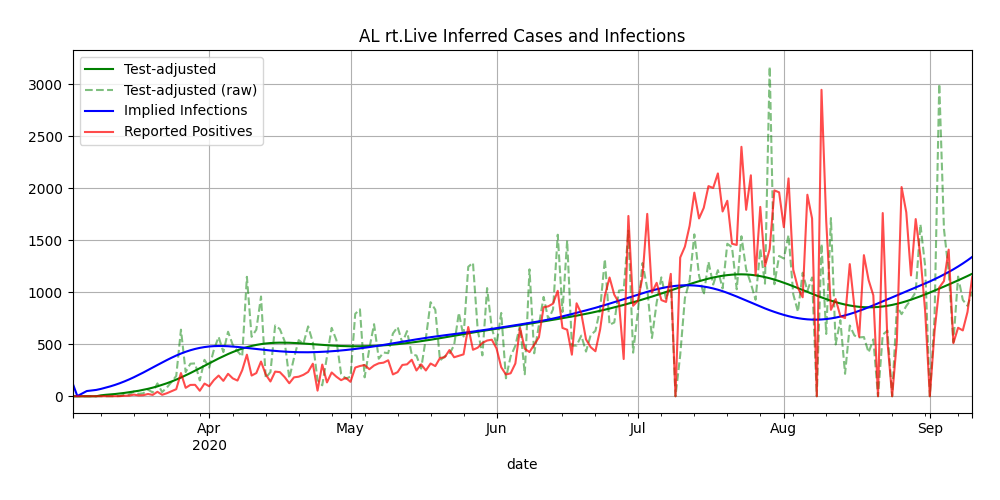 AL rt.Live Inferred Cases and Infections
Test-adjusted
Test-adjusted (raw)
Implied Infections
Reported Positives
3000
2500
2000
1500
1000
500
0
Apr
2020
May
Jun
Jul
Aug
Sep
date